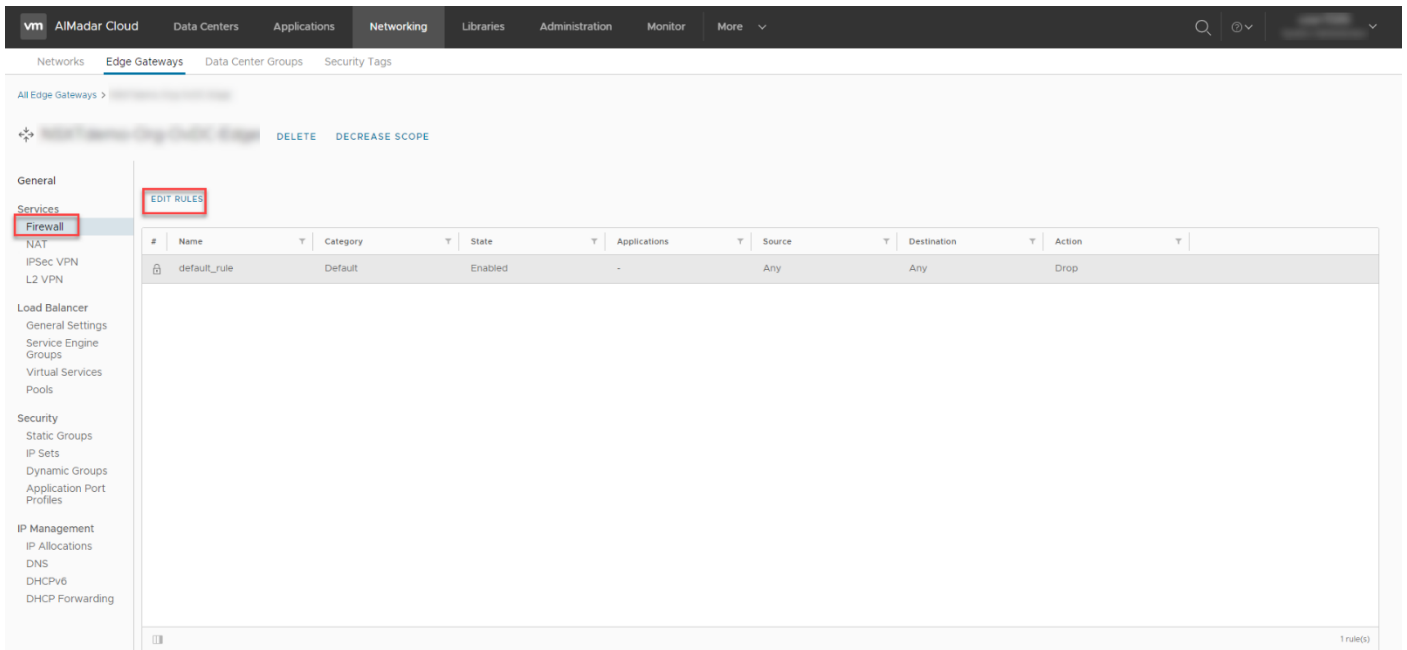 vm AlMadar Cloud Data Centers Applications Networking Libraries Administration Monitor More
Networks Edge Gateways Data Center Groups Security Tags
All Edge Gateways >
DELETE DECREASE SCOPE
General
EDIT RULES
Services
Firewall
NAT
IPSec VPN
L2 VPN
# Name Category State Applications Source Destination Action
default_rule Default Enabled - Any Any Drop
Load Balancer
General Settings
Service Engine
Groups
Virtual Services
Pools
Security
Static Groups
IP Sets
Dynamic Groups
Application Port
Profiles
IP Management
IP Allocations
DNS
DHCPv6
DHCP Forwarding
1 rule(s)